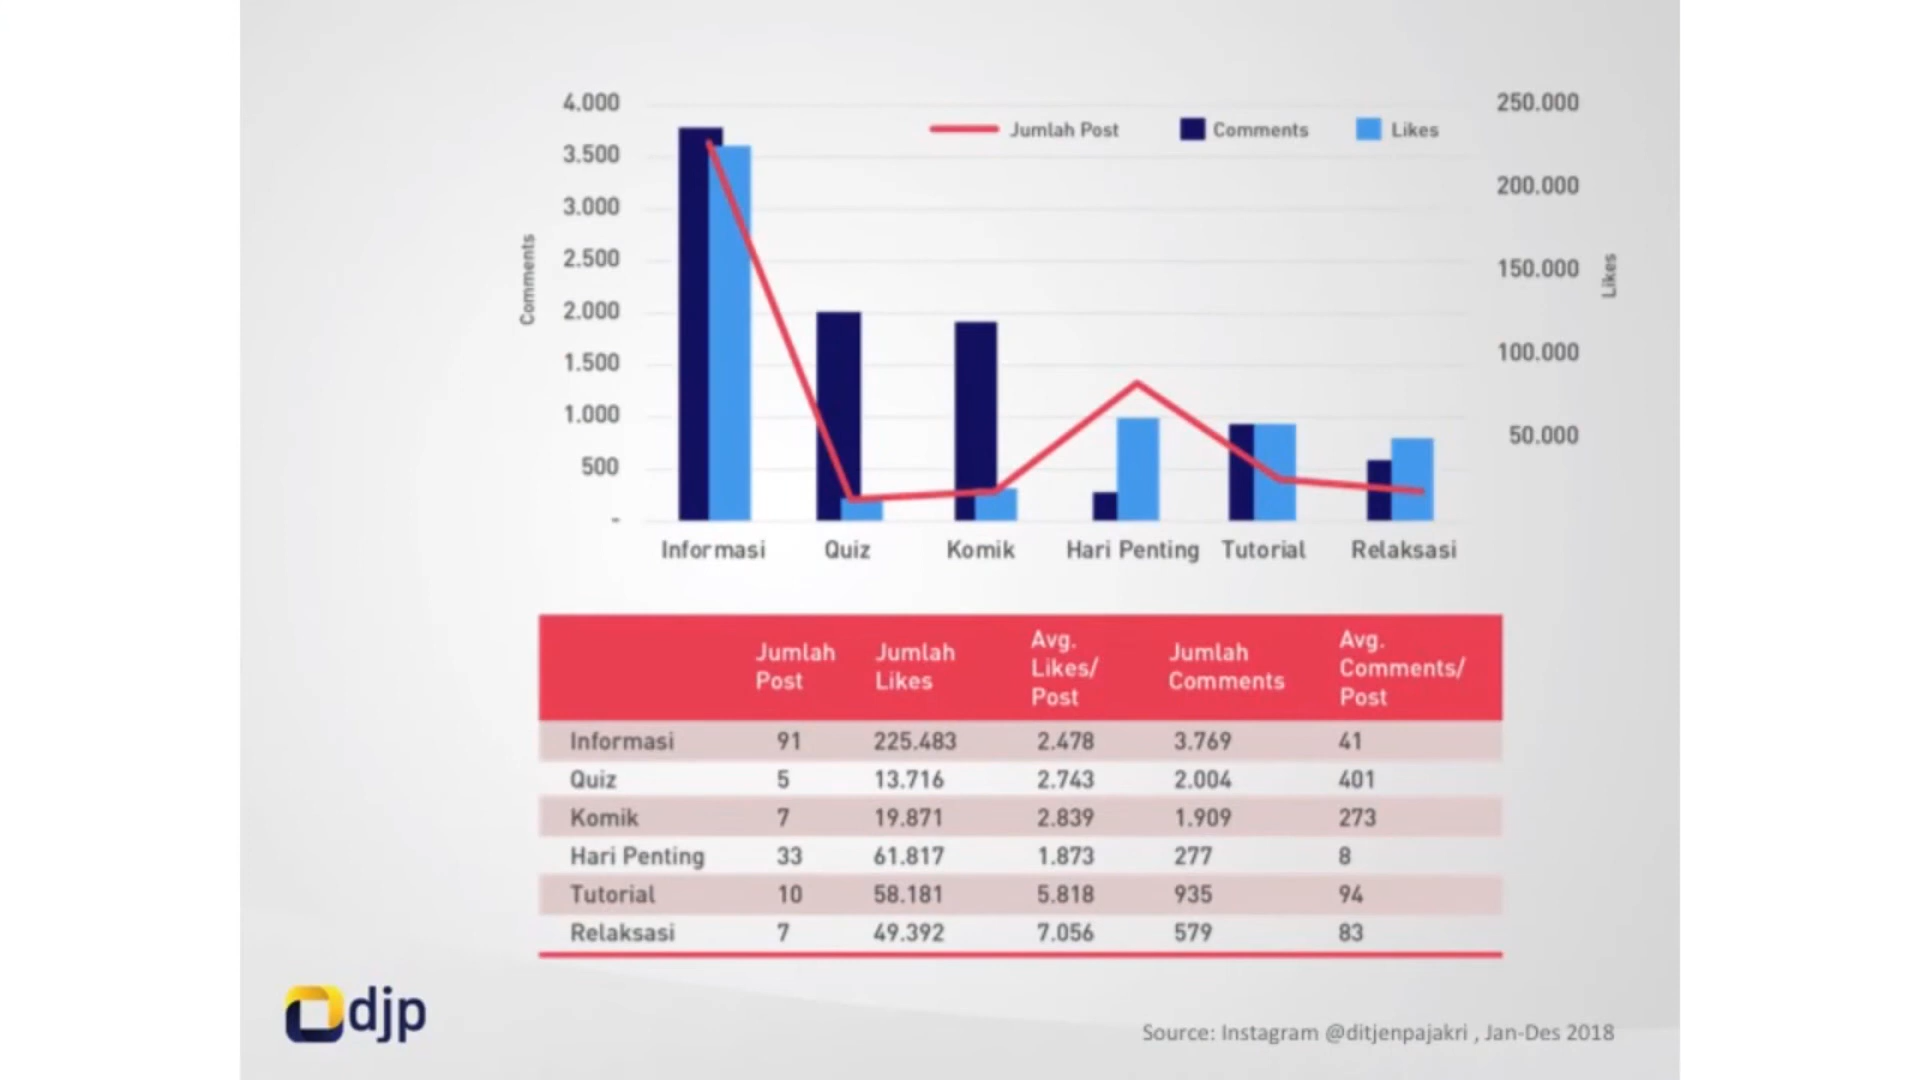 4.000
3.500
3.000
2.500
2.000
1.500
1.000
500
-
Comments
Jumlah Post Comments Likes
250.000
200.000
150.000
100.000
50.000
Likes
Informasi Quiz Komik Hari Penting Tutorial Relaksasi
Jumlah Post Jumlah Likes Avg. Likes/ Post Jumlah Comments Avg. Comments/ Post
Informasi 91 225.483 2.478 3.769 41
Quiz 5 13.716 2.743 2.004 401
Komik 7 19.871 2.839 1.909 273
Hari Penting 33 61.817 1.873 277 8
Tutorial 10 58.181 5.818 935 94
Relaksasi 7 49.392 7.056 579 83
djp
Source: Instagram @ditjenpajakri , Jan-Des 2018